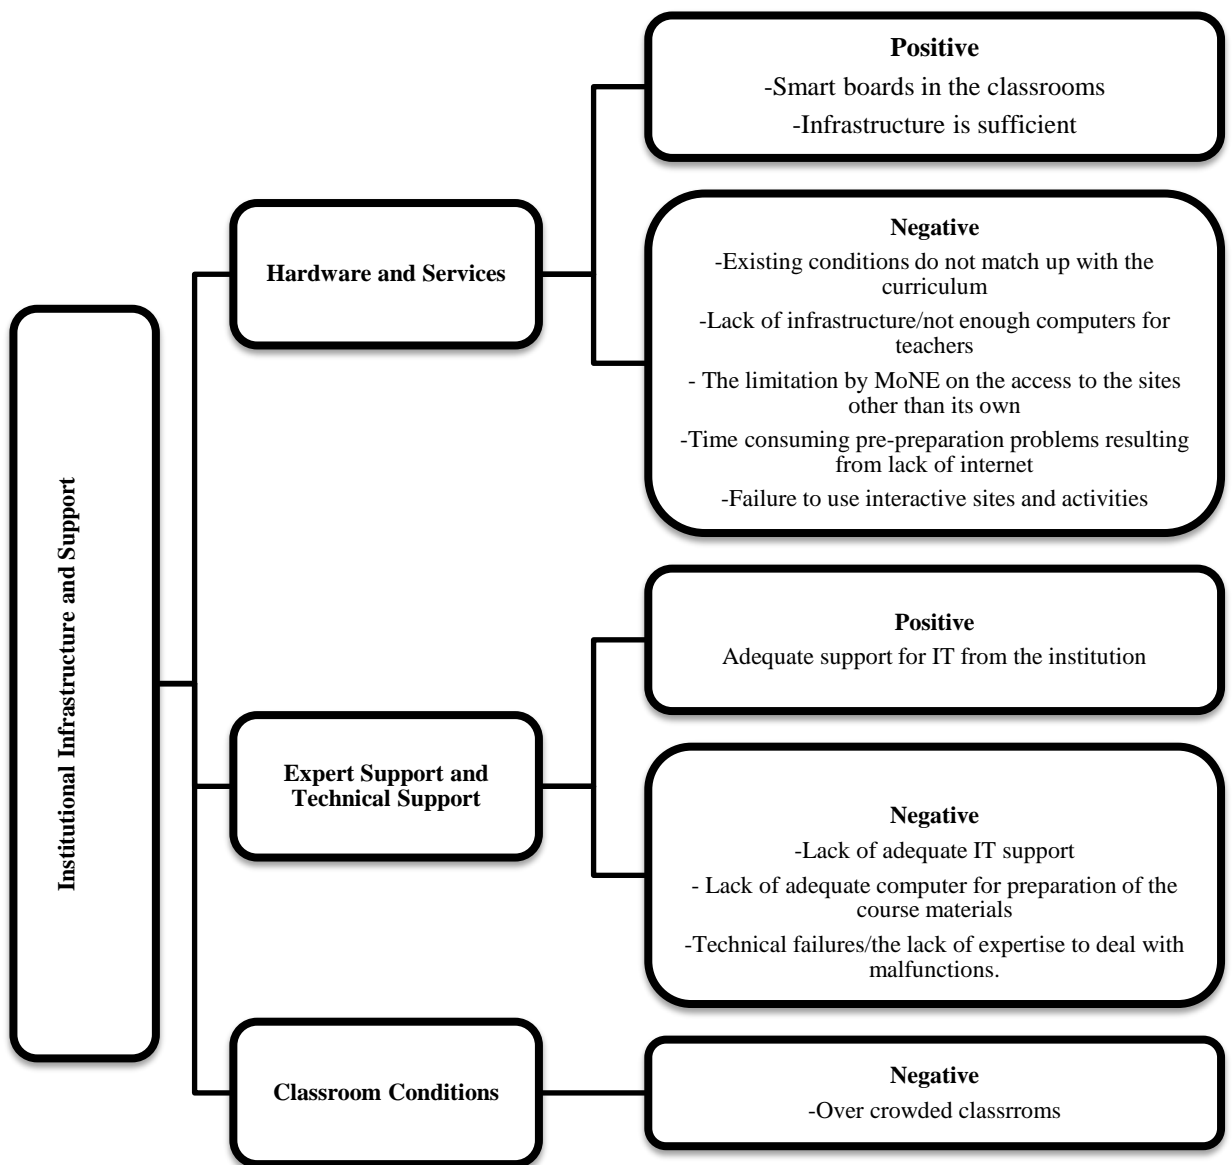 Institutional Infrastructure and Support
Hardware and Services
Positive
-Smart boards in the classrooms
-Infrastructure is sufficient
Negative
-Existing conditions do not match up with the
curriculum
-Lack of infrastructure/not enough computers for
teachers
- The limitation by MoNE on the access to the sites
other than its own
-Time consuming pre-preparation problems resulting
from lack of internet
-Failure to use interactive sites and activities
Expert Support and
Technical Support
Positive
Adequate support for IT from the institution
Negative
-Lack of adequate IT support
- Lack of adequate computer for preparation of the
course materials
-Technical failures/the lack of expertise to deal with
malfunctions.
Classroom Conditions
Negative
-Over crowded classrroms